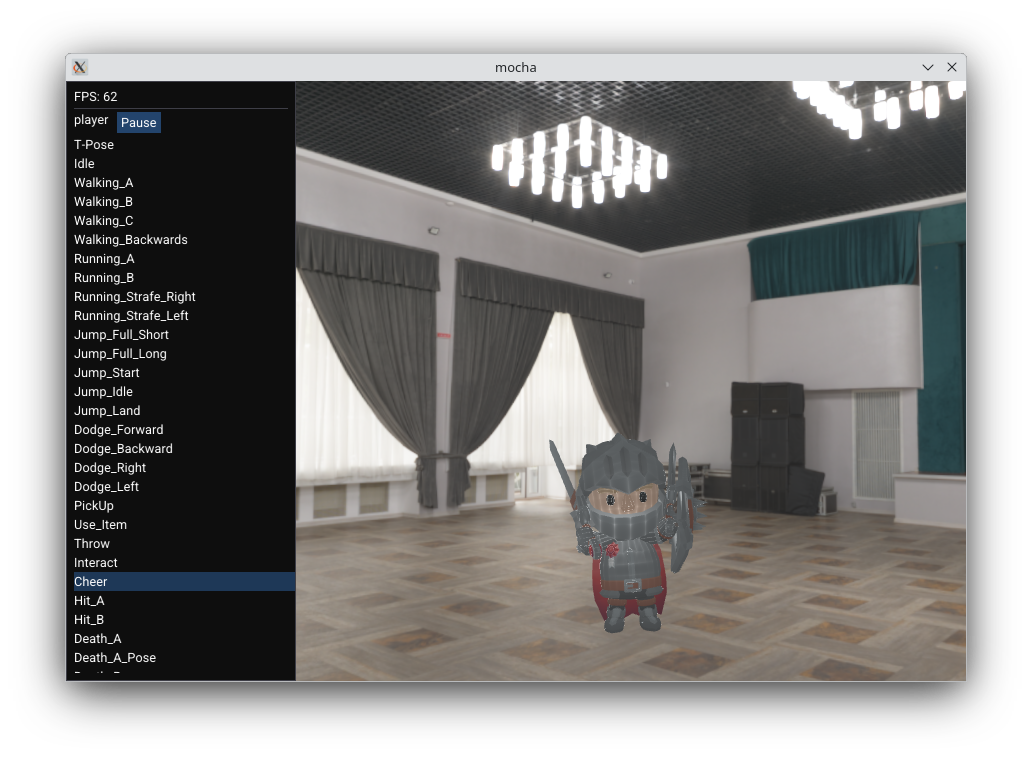 mocha
FPS: 62
player Pause
T-Pose
Idle
Walking_A
Walking_B
Walking_C
Walking_Backwards
Running_A
Running_B
Running_Strafe_Right
Running_Strafe_Left
Jump_Full_Short
Jump_Full_Long
Jump_Start
Jump_Idle
Jump_Land
Dodge_Forward
Dodge_Backward
Dodge_Right
Dodge_Left
PickUp
Use_Item
Throw
Interact
Cheer
Hit_A
Hit_B
Death_A
Death_A_Pose